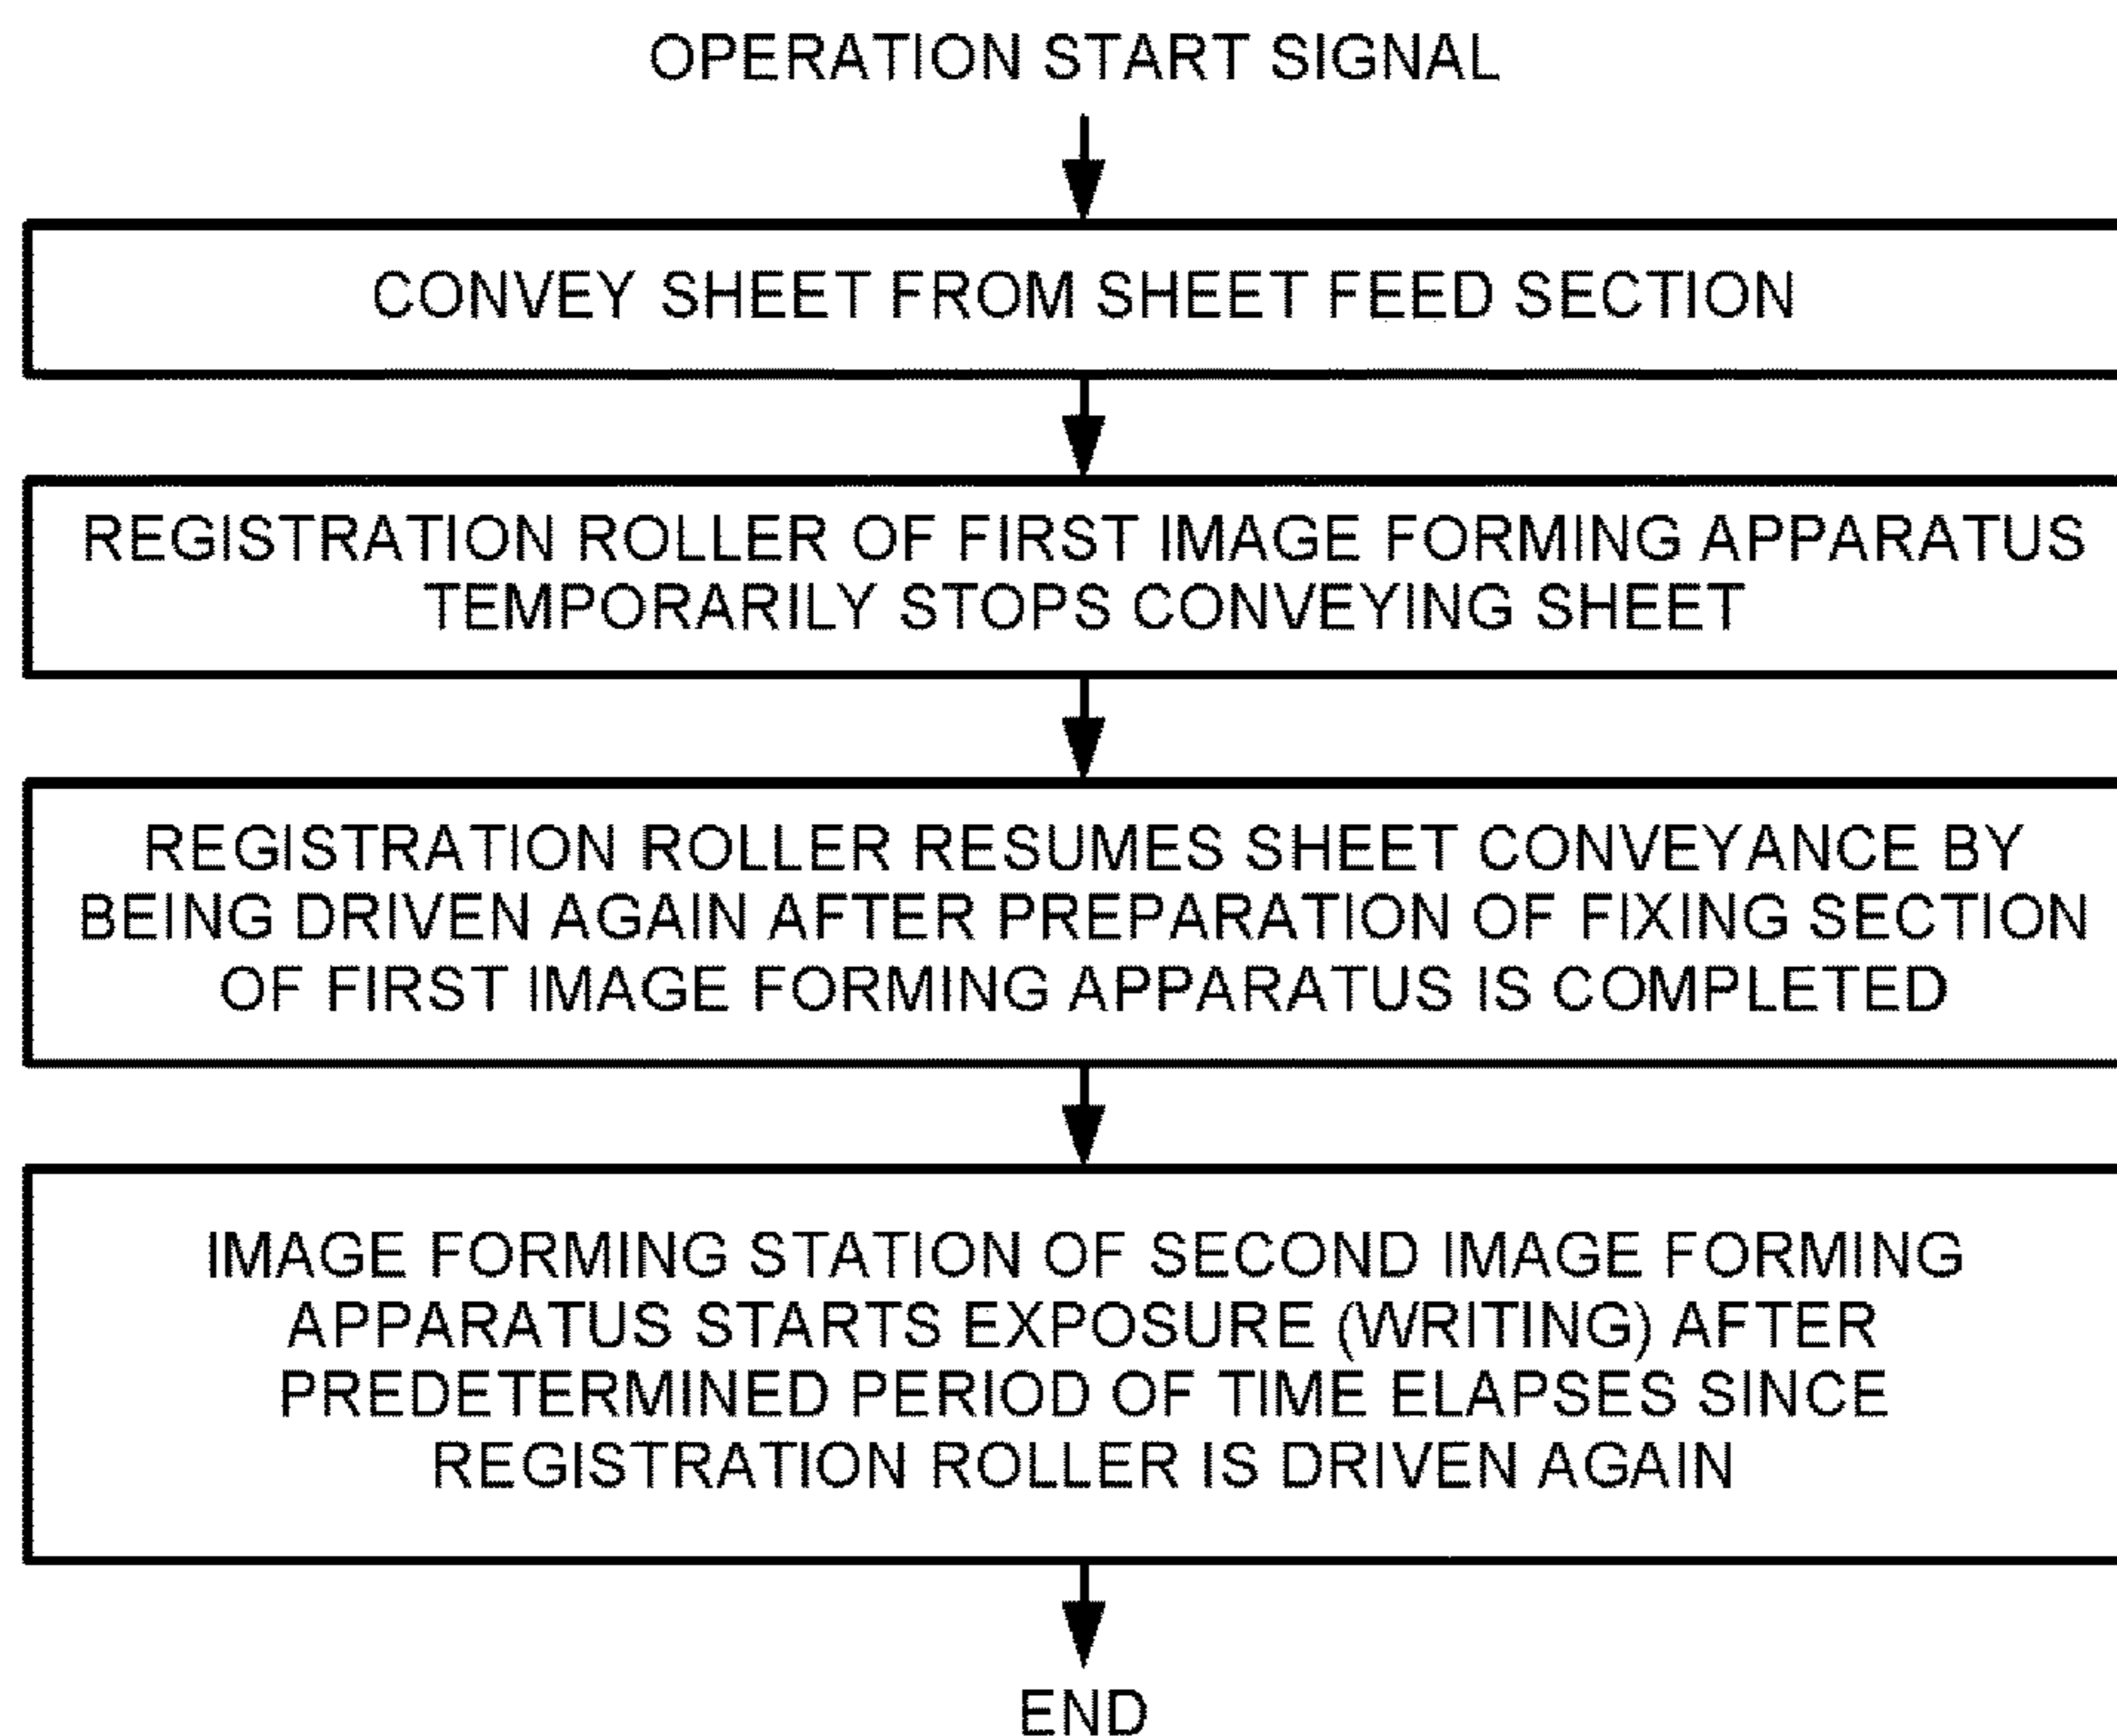 OPERATION START SIGNAL
CONVEY SHEET FROM SHEET FEED SECTION
REGISTRATION ROLLER OF FIRST IMAGE FORMING APPARATUS
TEMPORARILY STOPS CONVEYING SHEET
REGISTRATION ROLLER RESUMES SHEET CONVEYANCE BY
BEING DRIVEN AGAIN AFTER PREPARATION OF FIXING SECTION
OF FIRST IMAGE FORMING APPARATUS IS COMPLETED
IMAGE FORMING STATION OF SECOND IMAGE FORMING
APPARATUS STARTS EXPOSURE (WRITING) AFTER
PREDETERMINED PERIOD OF TIME ELAPSES SINCE
REGISTRATION ROLLER IS DRIVEN AGAIN
END